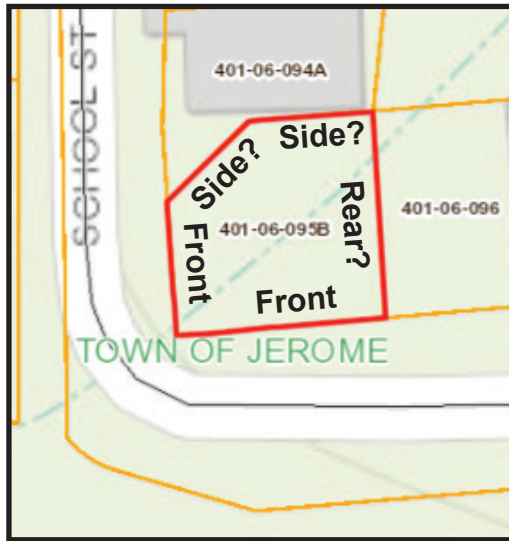 SCHOOL ST
401-06-094A
Side?
Side?
Front
401-06-095B
Rear?
401-06-096
Front
TOWN OF JEROME